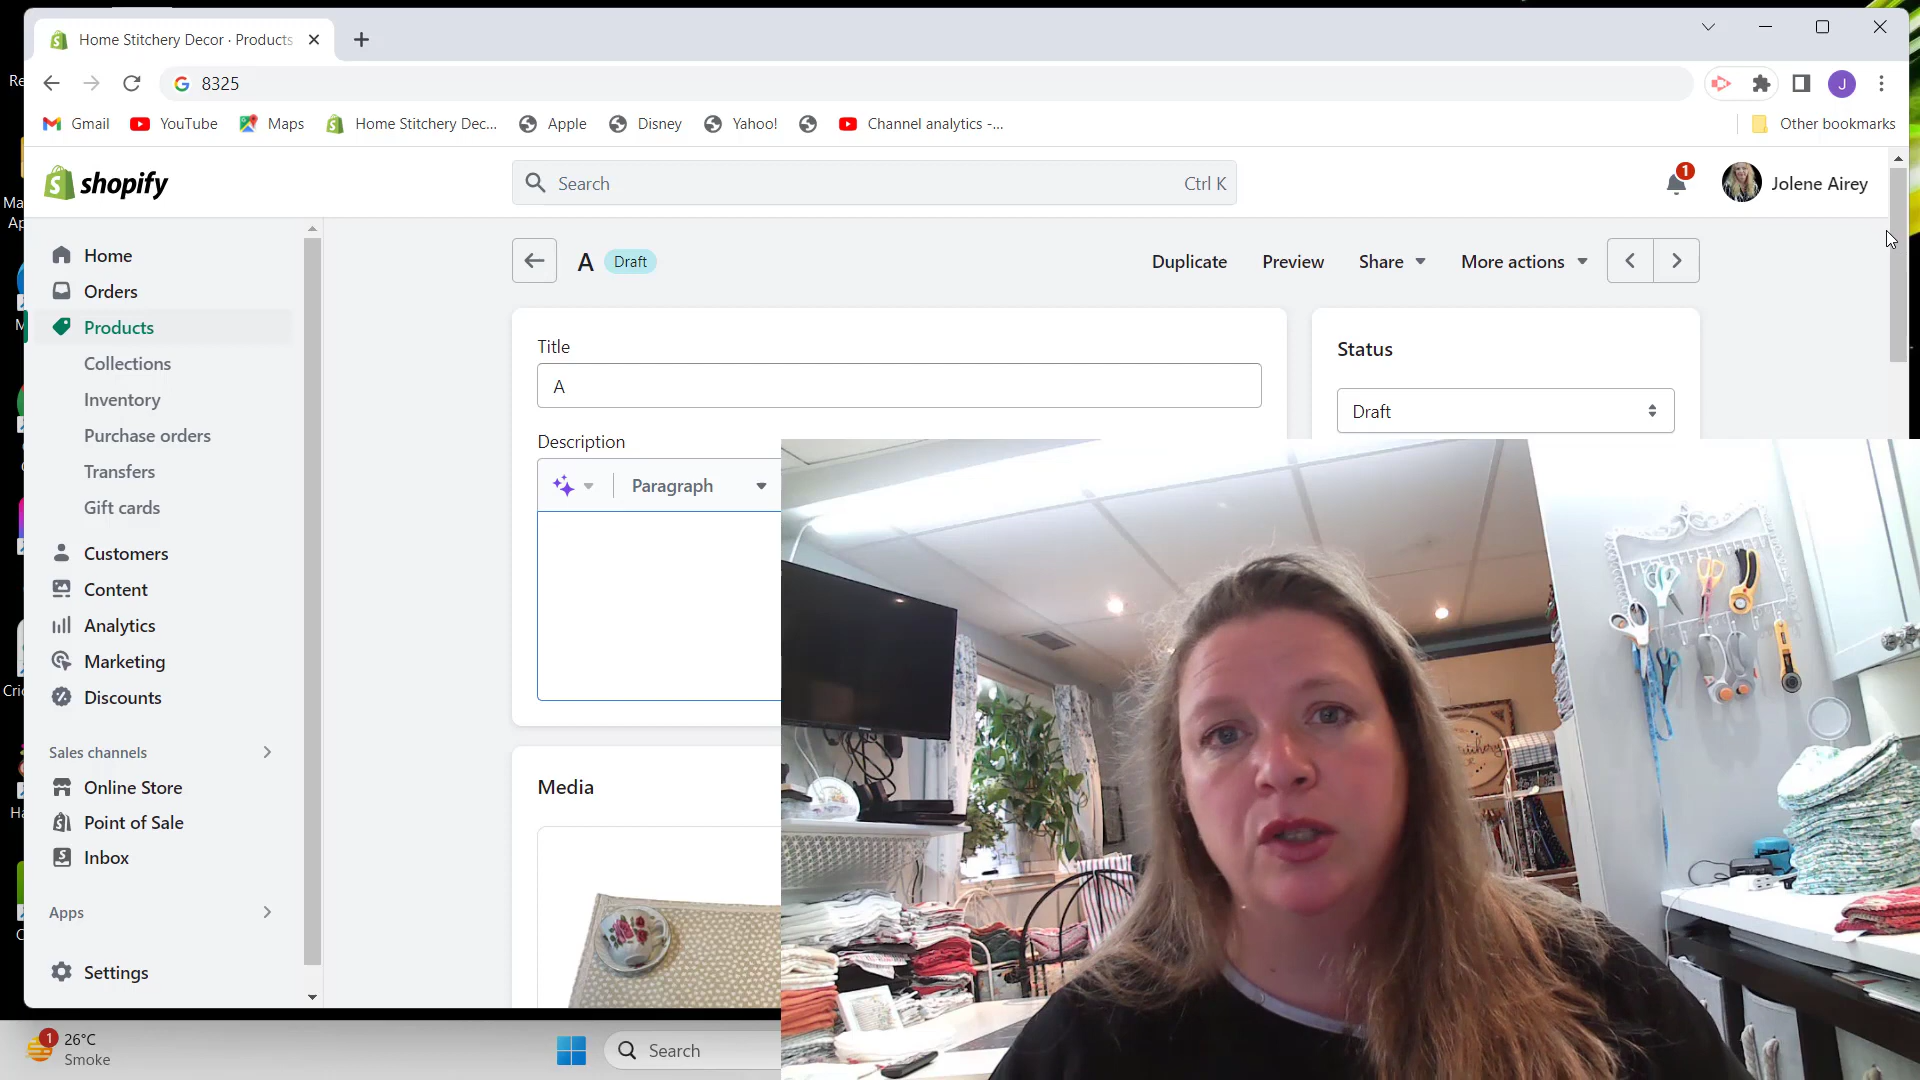 Home Stitchery Decor · Products
8325
Gmail
YouTube
Maps
Home Stitchery Dec...
Apple
Disney
Yahoo!
Channel analytics -...
Other bookmarks
J
shopify
Search
Ctrl K
1
Jolene Airey
Home
Orders
Products
Collections
Inventory
Purchase orders
Transfers
Gift cards
Customers
Content
Analytics
Marketing
Discounts
Sales channels
Online Store
Point of Sale
Inbox
Apps
Settings
A
Draft
Duplicate
Preview
Share
More actions
Title
A
Description
Paragraph
Media
Status
Draft
1
26°C
Smoke
Search